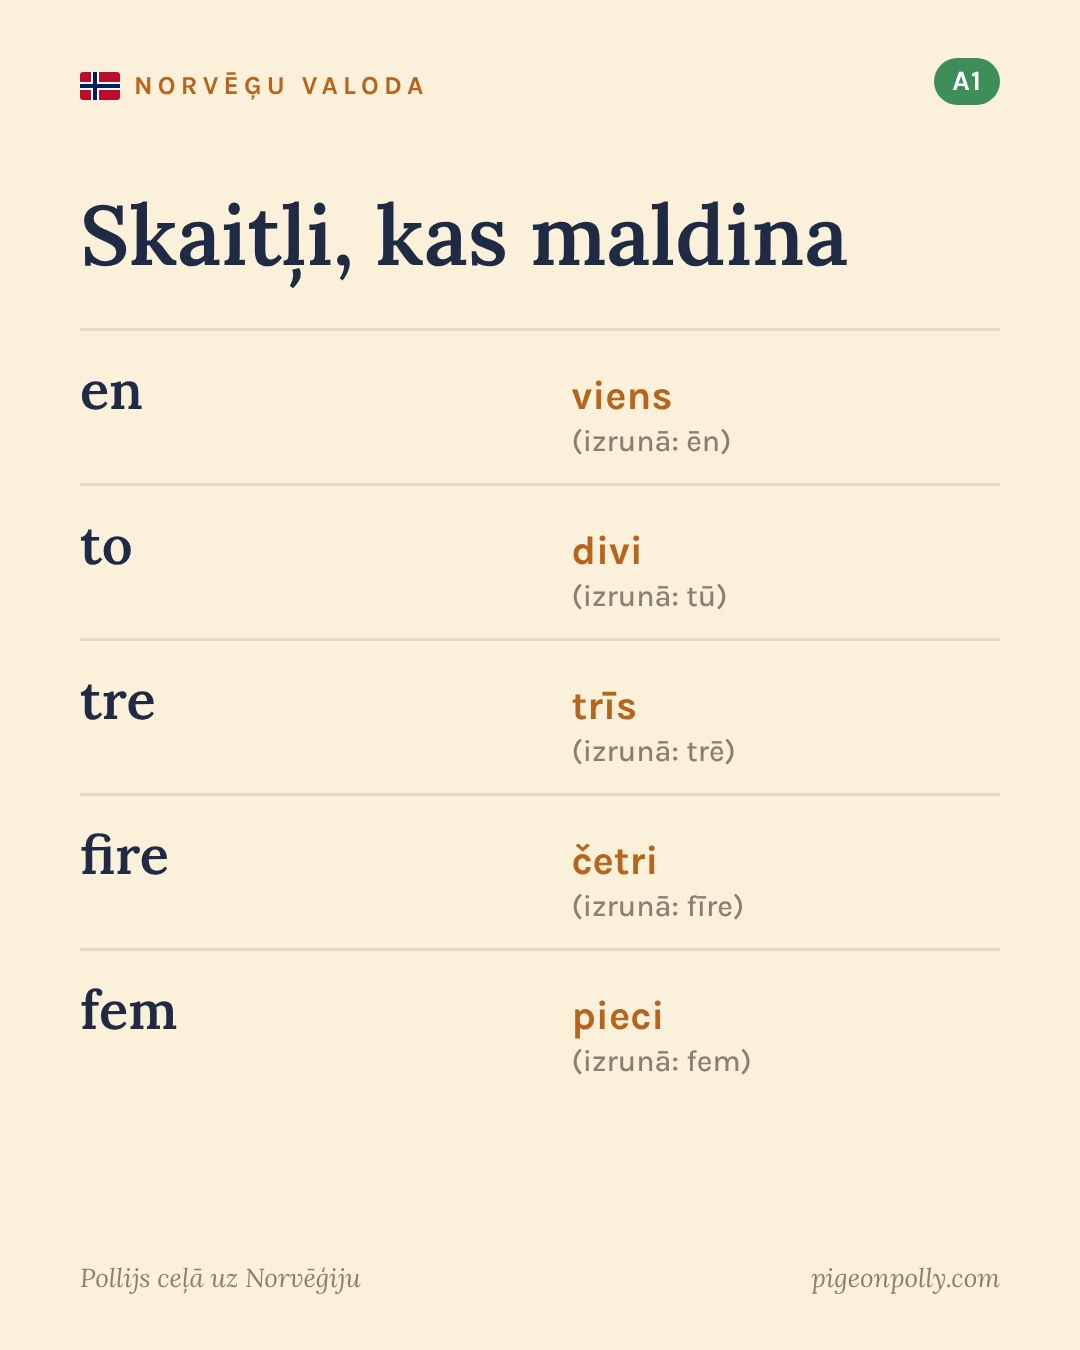 NORVĒĢU VALODA
A1
Skaitļi, kas maldina
en
viens
(izrunā: ēn)
to
divi
(izrunā: tū)
tre
trīs
(izrunā: trē)
fire
četri
(izrunā: fīre)
fem
pieci
(izrunā: fem)
Pollijs ceļā uz Norvēģiju
pigeonpolly.com